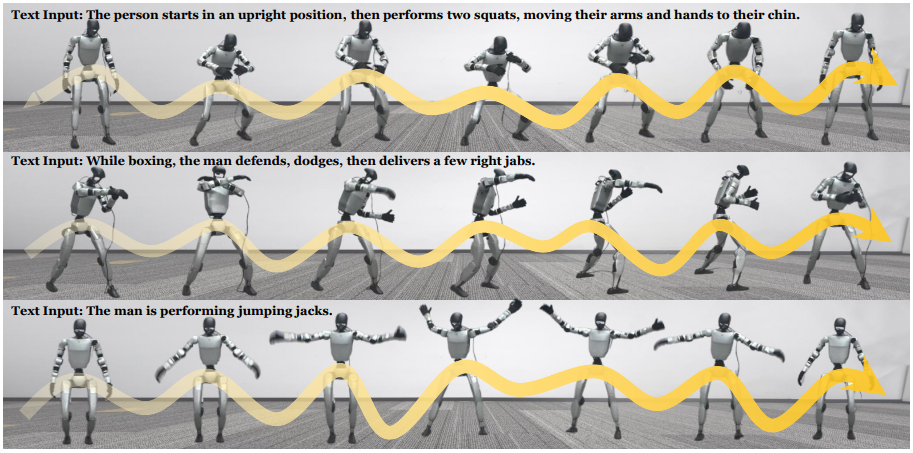 Text Input: The person starts in an upright position, then performs two squats, moving their arms and hands to their chin.
Text Input: While boxing, the man defends, dodges, then delivers a few right jabs.
Text Input: The man is performing jumping jacks.